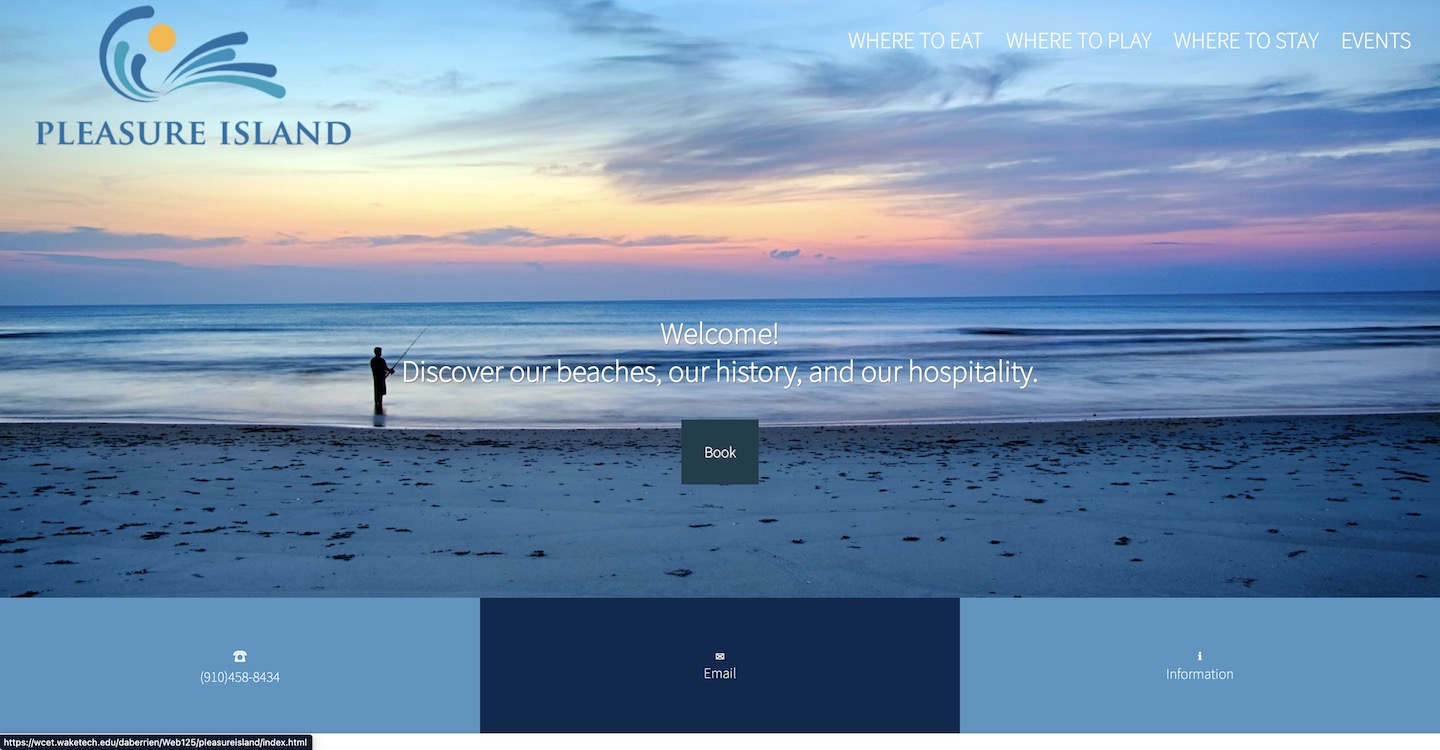 PLEASURE ISLAND
WHERE TO EAT WHERE TO PLAY WHERE TO STAY EVENTS
Welcome!
Discover our beaches, our history, and our hospitality.
Book
☎
(910)458-8434
✉
Email
ℹ
Information
https://wcet.waketech.edu/daberrien/Web125/pleasureisland/index.html